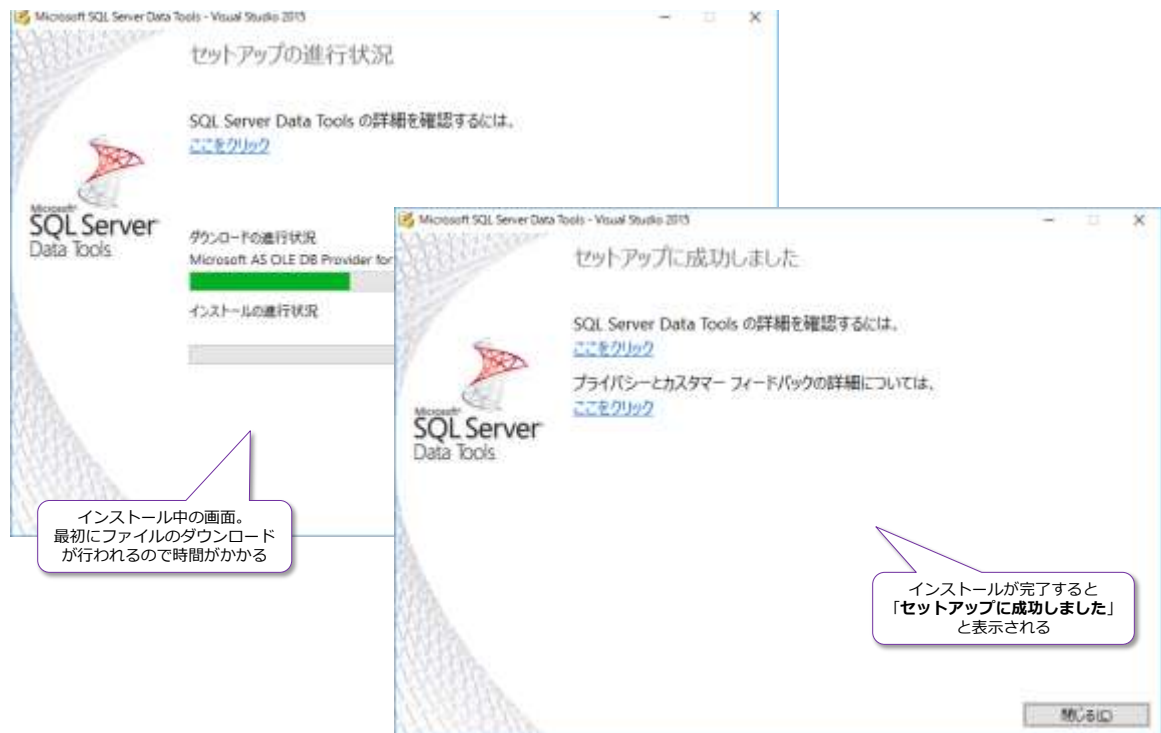 Microsoft SQL Server Data Tools - Visual Studio 2015
セットアップの進行状況
SQL Server Data Tools の詳細を確認するには、
ここをクリック
Microsoft
SQL Server
Data Tools
ダウンロードの進行状況
Microsoft AS OLE DB Provider for
インストールの進行状況
インストール中の画面。
最初にファイルのダウンロード
が行われるので時間がかかる
Microsoft SQL Server Data Tools - Visual Studio 2015
セットアップに成功しました
SQL Server Data Tools の詳細を確認するには、
ここをクリック
プライバシーとカスタマー フィードバックの詳細については、
ここをクリック
Microsoft
SQL Server
Data Tools
インストールが完了すると
「セットアップに成功しました」
と表示される
閉じる(C)